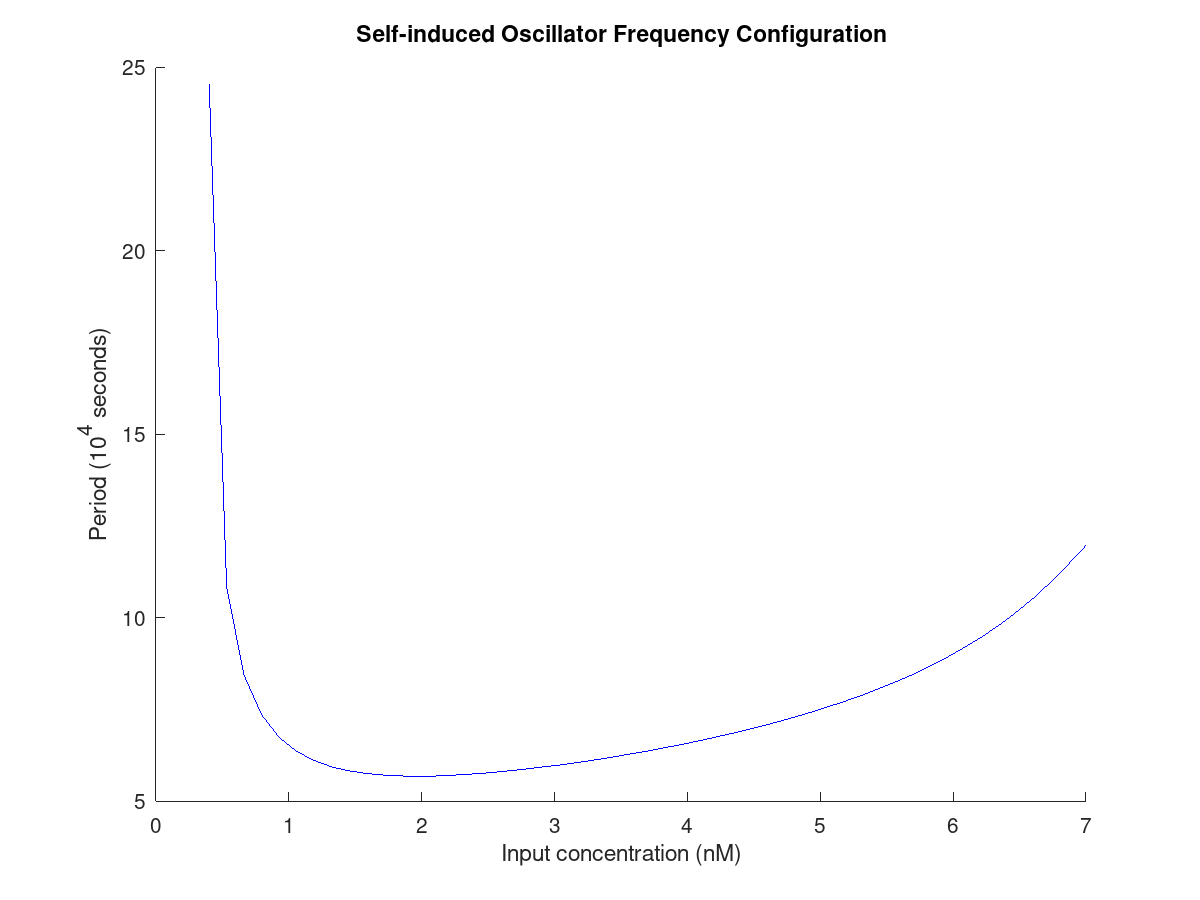 Self-induced Oscillator Frequency Configuration
25
20
15
10
5
Period (10^4 seconds)
0 1 2 3 4 5 6 7
Input concentration (nM)